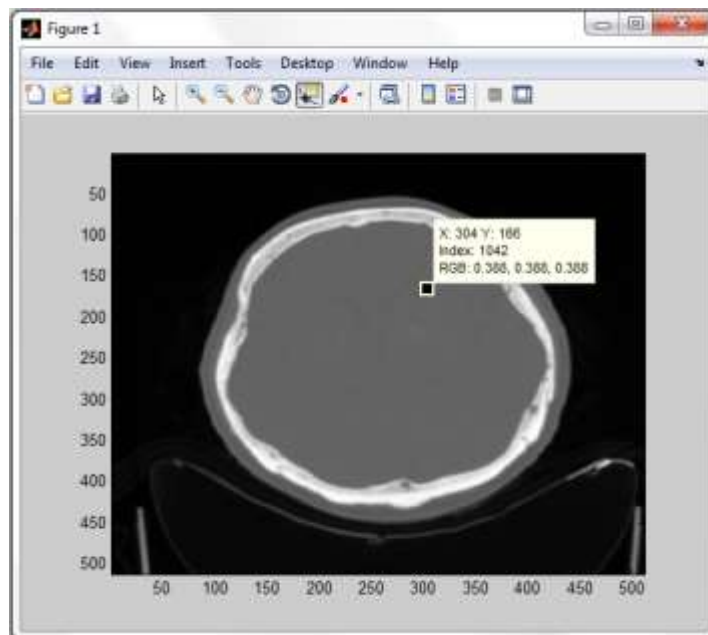 Figure 1
File Edit View Insert Tools Desktop Window Help
50
100
150
200
250
300
350
400
450
500
X: 304 Y: 166
Index: 1042
RGB: 0.388, 0.388, 0.388
50 100 150 200 250 300 350 400 450 500